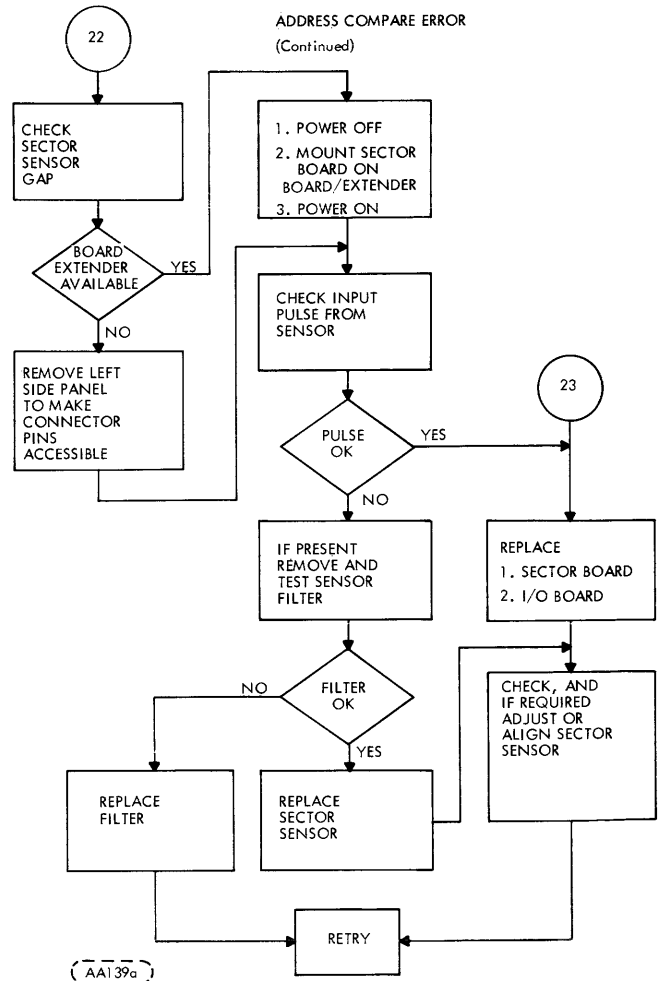 ADDRESS COMPARE ERROR
(Continued)
22
CHECK
SECTOR
SENSOR
GAP
BOARD
EXTENDER
AVAILABLE
YES
NO
1. POWER OFF
2. MOUNT SECTOR
BOARD ON
BOARD/EXTENDER
3. POWER ON
REMOVE LEFT
SIDE PANEL
TO MAKE
CONNECTOR
PINS
ACCESSIBLE
CHECK INPUT
PULSE FROM
SENSOR
PULSE
OK
YES
NO
23
IF PRESENT
REMOVE AND
TEST SENSOR
FILTER
REPLACE
1. SECTOR BOARD
2. I/O BOARD
FILTER
OK
NO
YES
CHECK, AND
IF REQUIRED
ADJUST OR
ALIGN SECTOR
SENSOR
REPLACE
FILTER
REPLACE
SECTOR
SENSOR
RETRY
AA139a